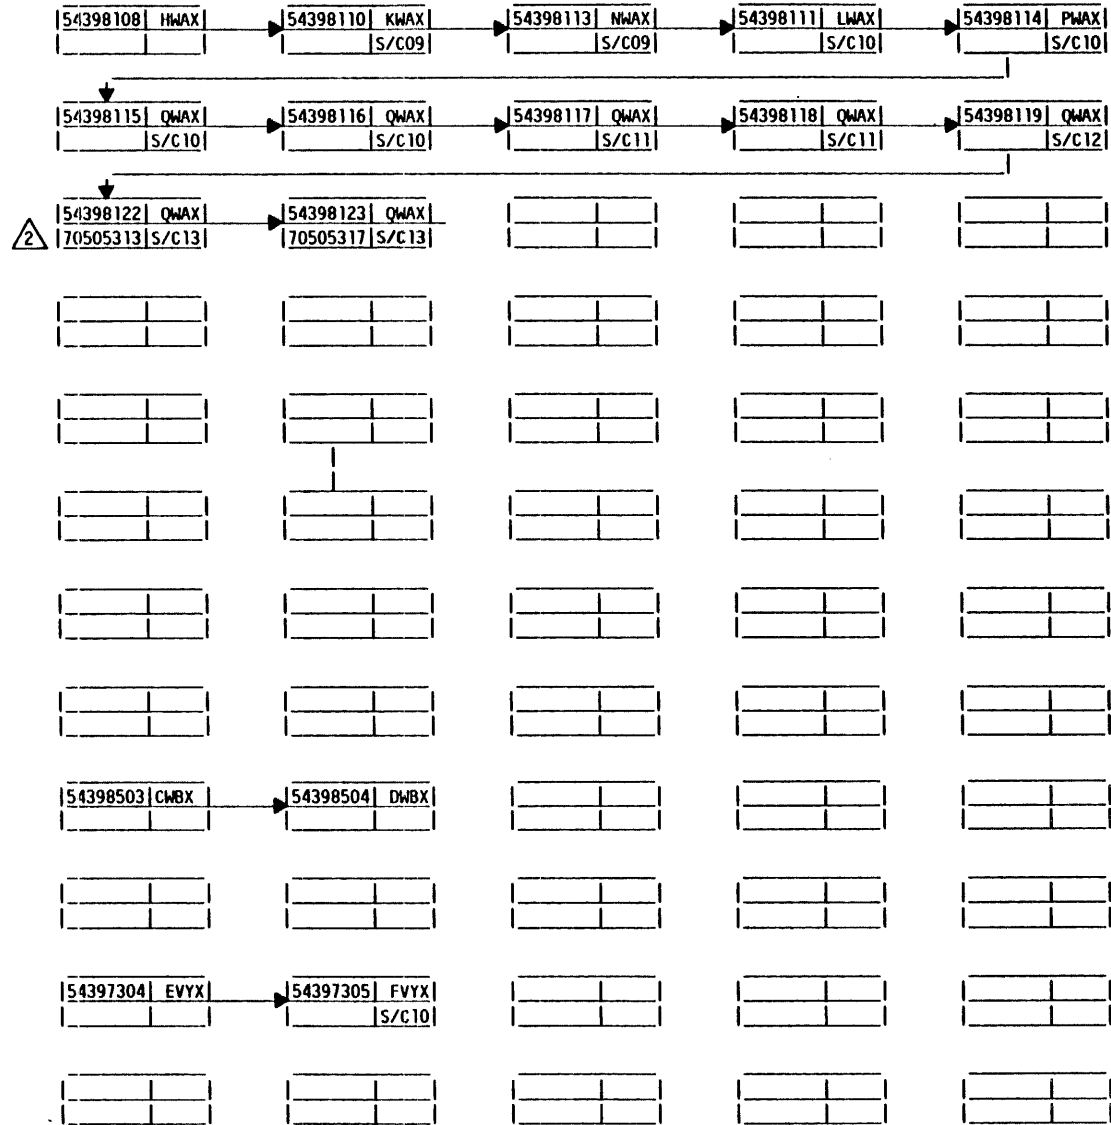 54398108 HWAX 54398110 KWAX 54398113 NWAX 54398111 LWAX 54398114 PWAX
S/C09 S/C09 S/C10 S/C10
54398115 QWAX 54398116 QWAX 54398117 QWAX 54398118 QWAX 54398119 QWAX
S/C10 S/C10 S/C11 S/C11 S/C12
54398122 QWAX 54398123 QWAX
2 70505313 S/C13 70505317 S/C13
54398503 CWBX 54398504 DWBX
54397304 EVYX 54397305 FVYX
S/C10